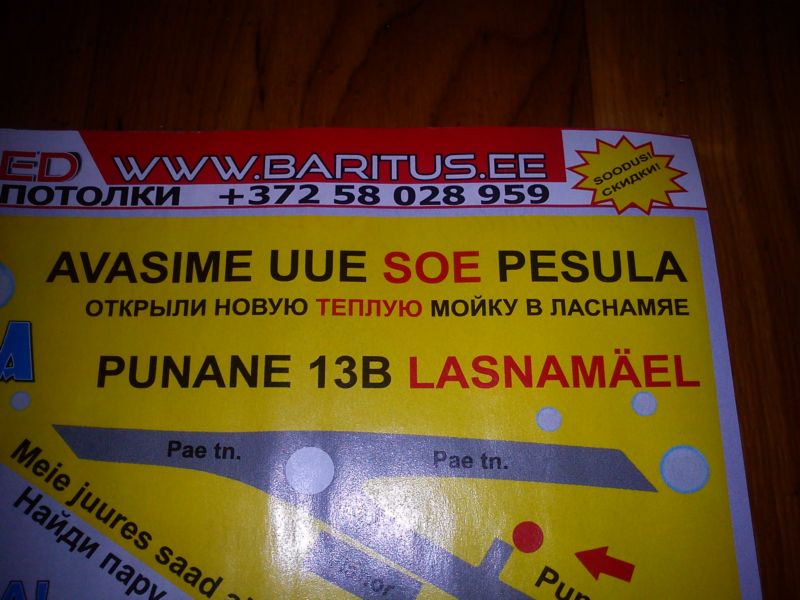 WWW.BARITUS.EE
ПОТОЛКИ +372 58 028 959
SOODUS!
СКИДКИ!
AVASIME UUE SOE PESULA
ОТКРЫЛИ НОВУЮ ТЕПЛУЮ МОЙКУ В ЛАСНАМЯЕ
PUNANE 13B LASNAMÄEL
Pae tn.
Pae tn.
Meie juures saad
Найди пару